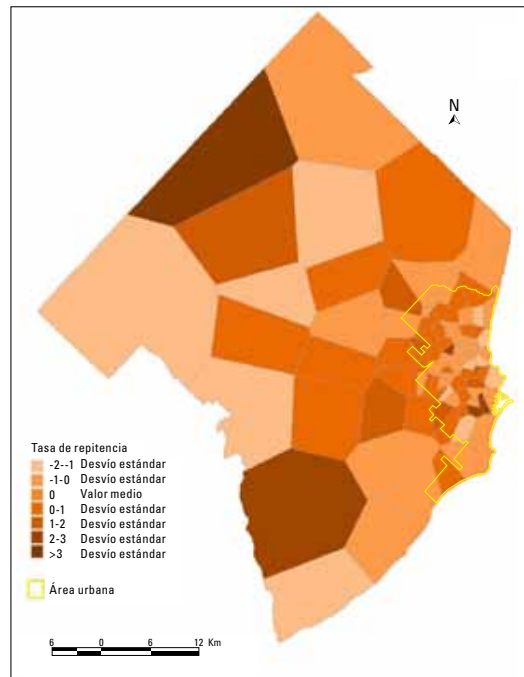 N
Tasa de repitencia
-2--1 Desvío estándar
-1-0 Desvío estándar
0 Valor medio
0-1 Desvío estándar
1-2 Desvío estándar
2-3 Desvío estándar
>3 Desvío estándar
Área urbana
6 0 6 12 Km